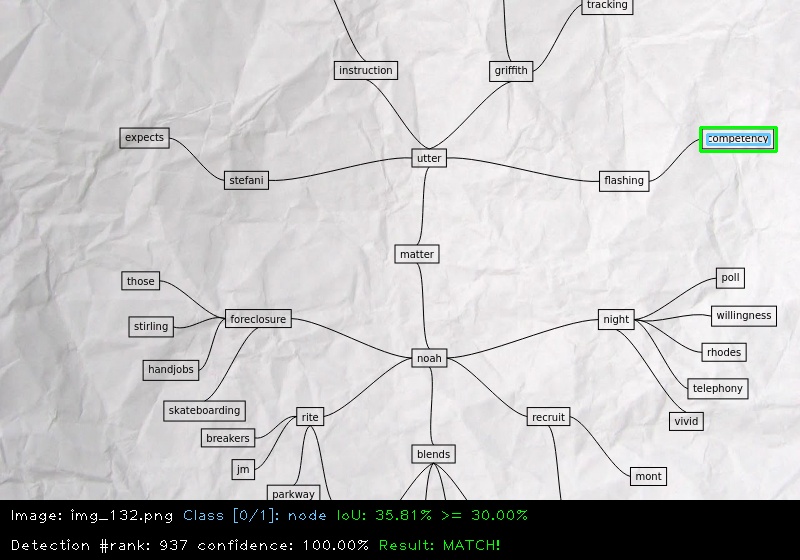 tracking
instruction
griffith
expects
competency
utter
stefani
flashing
matter
those
poll
stirling
foreclosure
night
willingness
handjobs
noah
rhodes
skateboarding
telephony
rite
recruit
vivid
breakers
blends
jm
mont
parkway
Image: img_132.png Class [0/1]: node IoU: 35.81% >= 30.00%
Detection #rank: 937 confidence: 100.00% Result: MATCH!